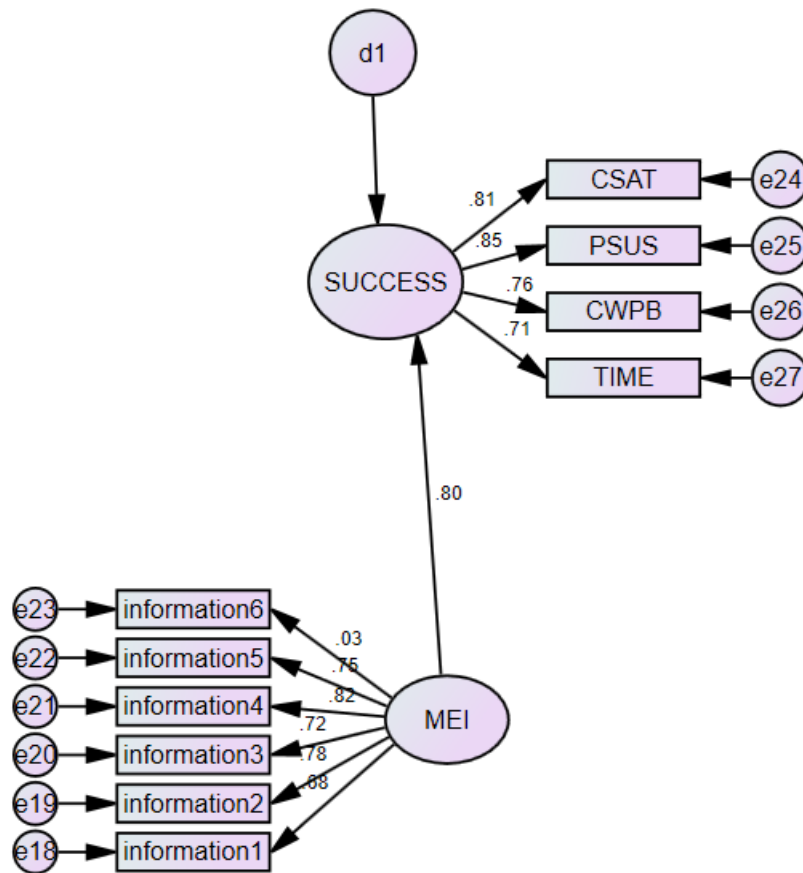 d1
CSAT
e24
.81
.85
PSUS
e25
SUCCESS
.76
CWPB
e26
.71
TIME
e27
.80
e23
information6
.03
e22
information5
.75
e21
information4
.82
MEI
.72
e20
information3
.78
e19
information2
.68
e18
information1